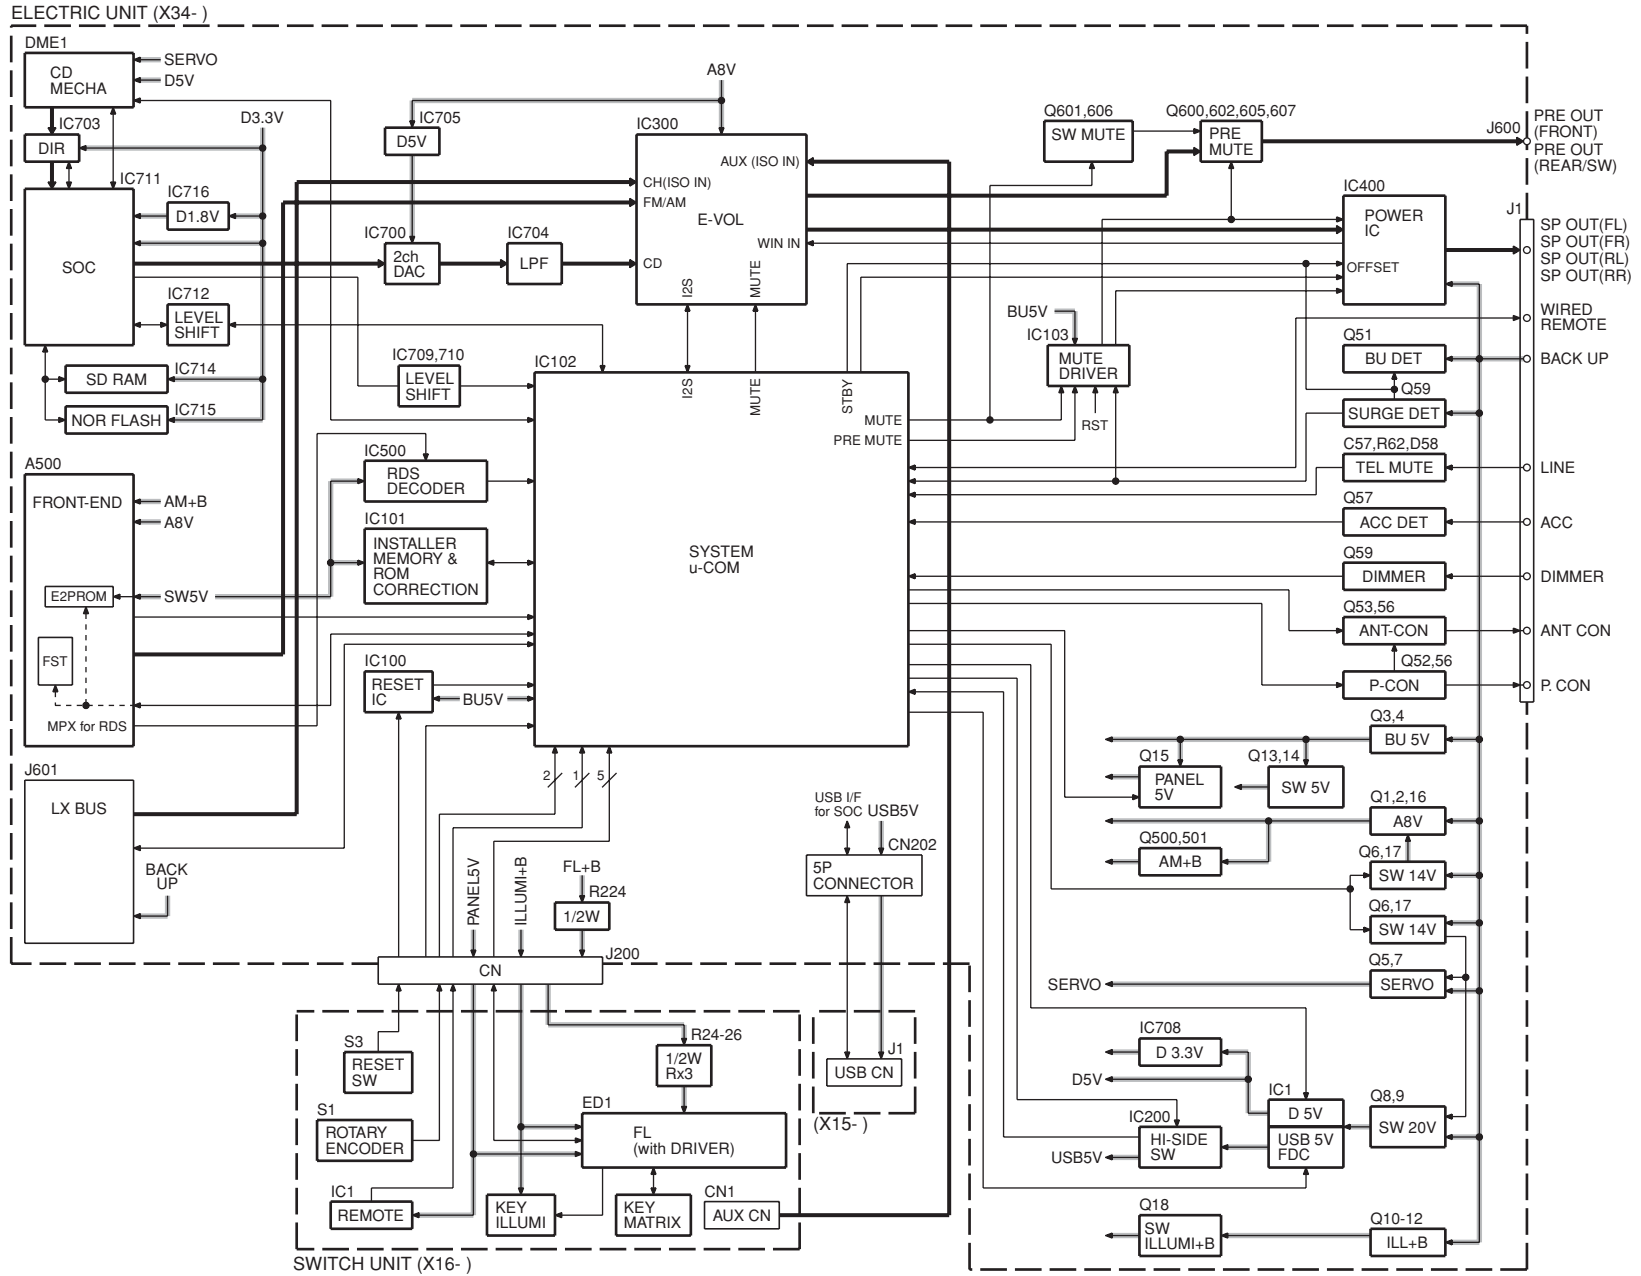 ELECTRIC UNIT (X34- )
DME1
CD
MECHA
SERVO
D5V
IC703
DIR
D3.3V
IC711
SOC
IC716
D1.8V
IC712
LEVEL
SHIFT
IC714
SD RAM
IC715
NOR FLASH
A8V
IC705
D5V
IC700
2ch
DAC
IC704
LPF
IC709,710
LEVEL
SHIFT
IC300
AUX (ISO IN)
CH(ISO IN)
FM/AM
E-VOL
WIN IN
CD
I2S
MUTE
Q601,606
SW MUTE
Q600,602,605,607
PRE
MUTE
J600
PRE OUT
(FRONT)
PRE OUT
(REAR/SW)
IC400
POWER
IC
OFFSET
J1
SP OUT(FL)
SP OUT(FR)
SP OUT(RL)
SP OUT(RR)
WIRED
REMOTE
BU5V
IC103
MUTE
DRIVER
RST
Q51
BU DET
BACK UP
Q59
SURGE DET
C57,R62,D58
TEL MUTE
LINE
Q57
ACC DET
ACC
Q59
DIMMER
DIMMER
Q53,56
ANT-CON
ANT CON
Q52,56
P-CON
P. CON
A500
FRONT-END
AM+B
A8V
E2PROM
SW5V
FST
MPX for RDS
IC500
RDS
DECODER
IC101
INSTALLER
MEMORY &
ROM
CORRECTION
IC100
RESET
IC
BU5V
IC102
I2S
MUTE
STBY
MUTE
PRE MUTE
SYSTEM
u-COM
2
1
5
J601
LX BUS
BACK
UP
PANEL5V
ILLUMI+B
FL+B
R224
1/2W
J200
CN
USB I/F
for SOC
USB5V
CN202
5P
CONNECTOR
J1
USB CN
(X15- )
Q3,4
BU 5V
Q15
PANEL
5V
Q13,14
SW 5V
Q1,2,16
A8V
Q500,501
AM+B
Q6,17
SW 14V
Q6,17
SW 14V
Q5,7
SERVO
SERVO
IC708
D 3.3V
D5V
IC1
D 5V
USB 5V
FDC
Q8,9
SW 20V
IC200
HI-SIDE
SW
USB5V
Q18
SW
ILLUMI+B
Q10-12
ILL+B
S3
RESET
SW
S1
ROTARY
ENCODER
IC1
REMOTE
R24-26
1/2W
Rx3
ED1
FL
(with DRIVER)
KEY
ILLUMI
KEY
MATRIX
CN1
AUX CN
SWITCH UNIT (X16- )